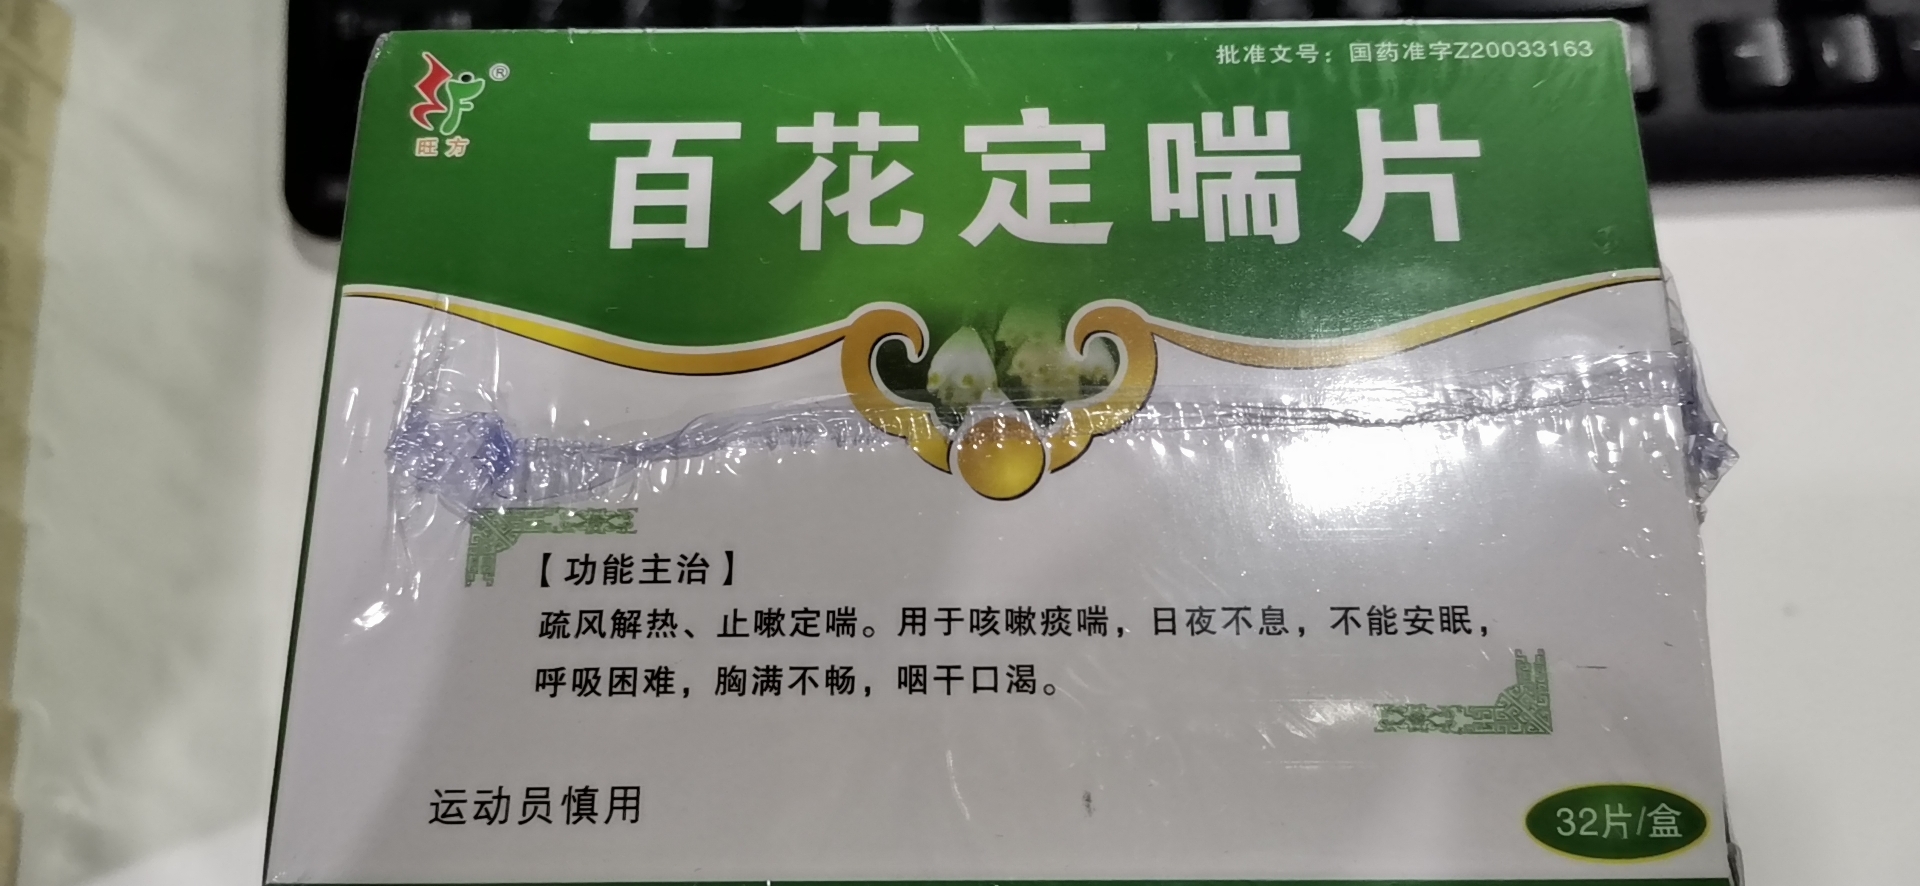 批准文号：国药准字Z20033163
®
旺方
百花定喘片
【功能主治】
疏风解热、止嗽定喘。用于咳嗽痰喘，日夜不息，不能安眠，
呼吸困难，胸满不畅，咽干口渴。
运动员慎用
32片/盒